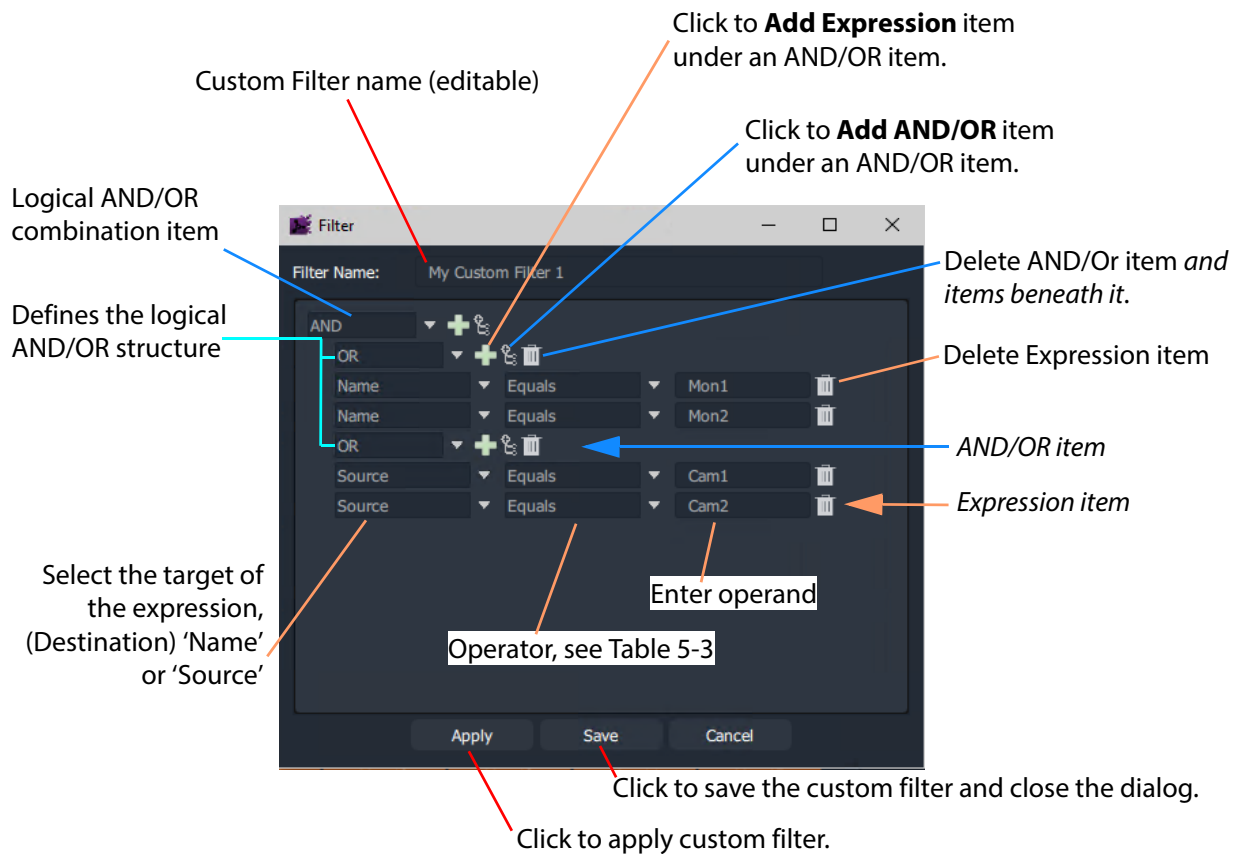 Click to Add Expression item
under an AND/OR item.
Custom Filter name (editable)
Click to Add AND/OR item
under an AND/OR item.
Logical AND/OR
combination item
Filter
Filter Name:
My Custom Filter 1
Delete AND/Or item and
items beneath it.
Defines the logical
AND/OR structure
AND
OR
Delete Expression item
Name Equals Mon1
Name Equals Mon2
OR
AND/OR item
Source Equals Cam1
Source Equals Cam2
Expression item
Select the target of
the expression,
(Destination) ‘Name’
or ‘Source’
Enter operand
Operator, see Table 5-3
Apply Save Cancel
Click to save the custom filter and close the dialog.
Click to apply custom filter.